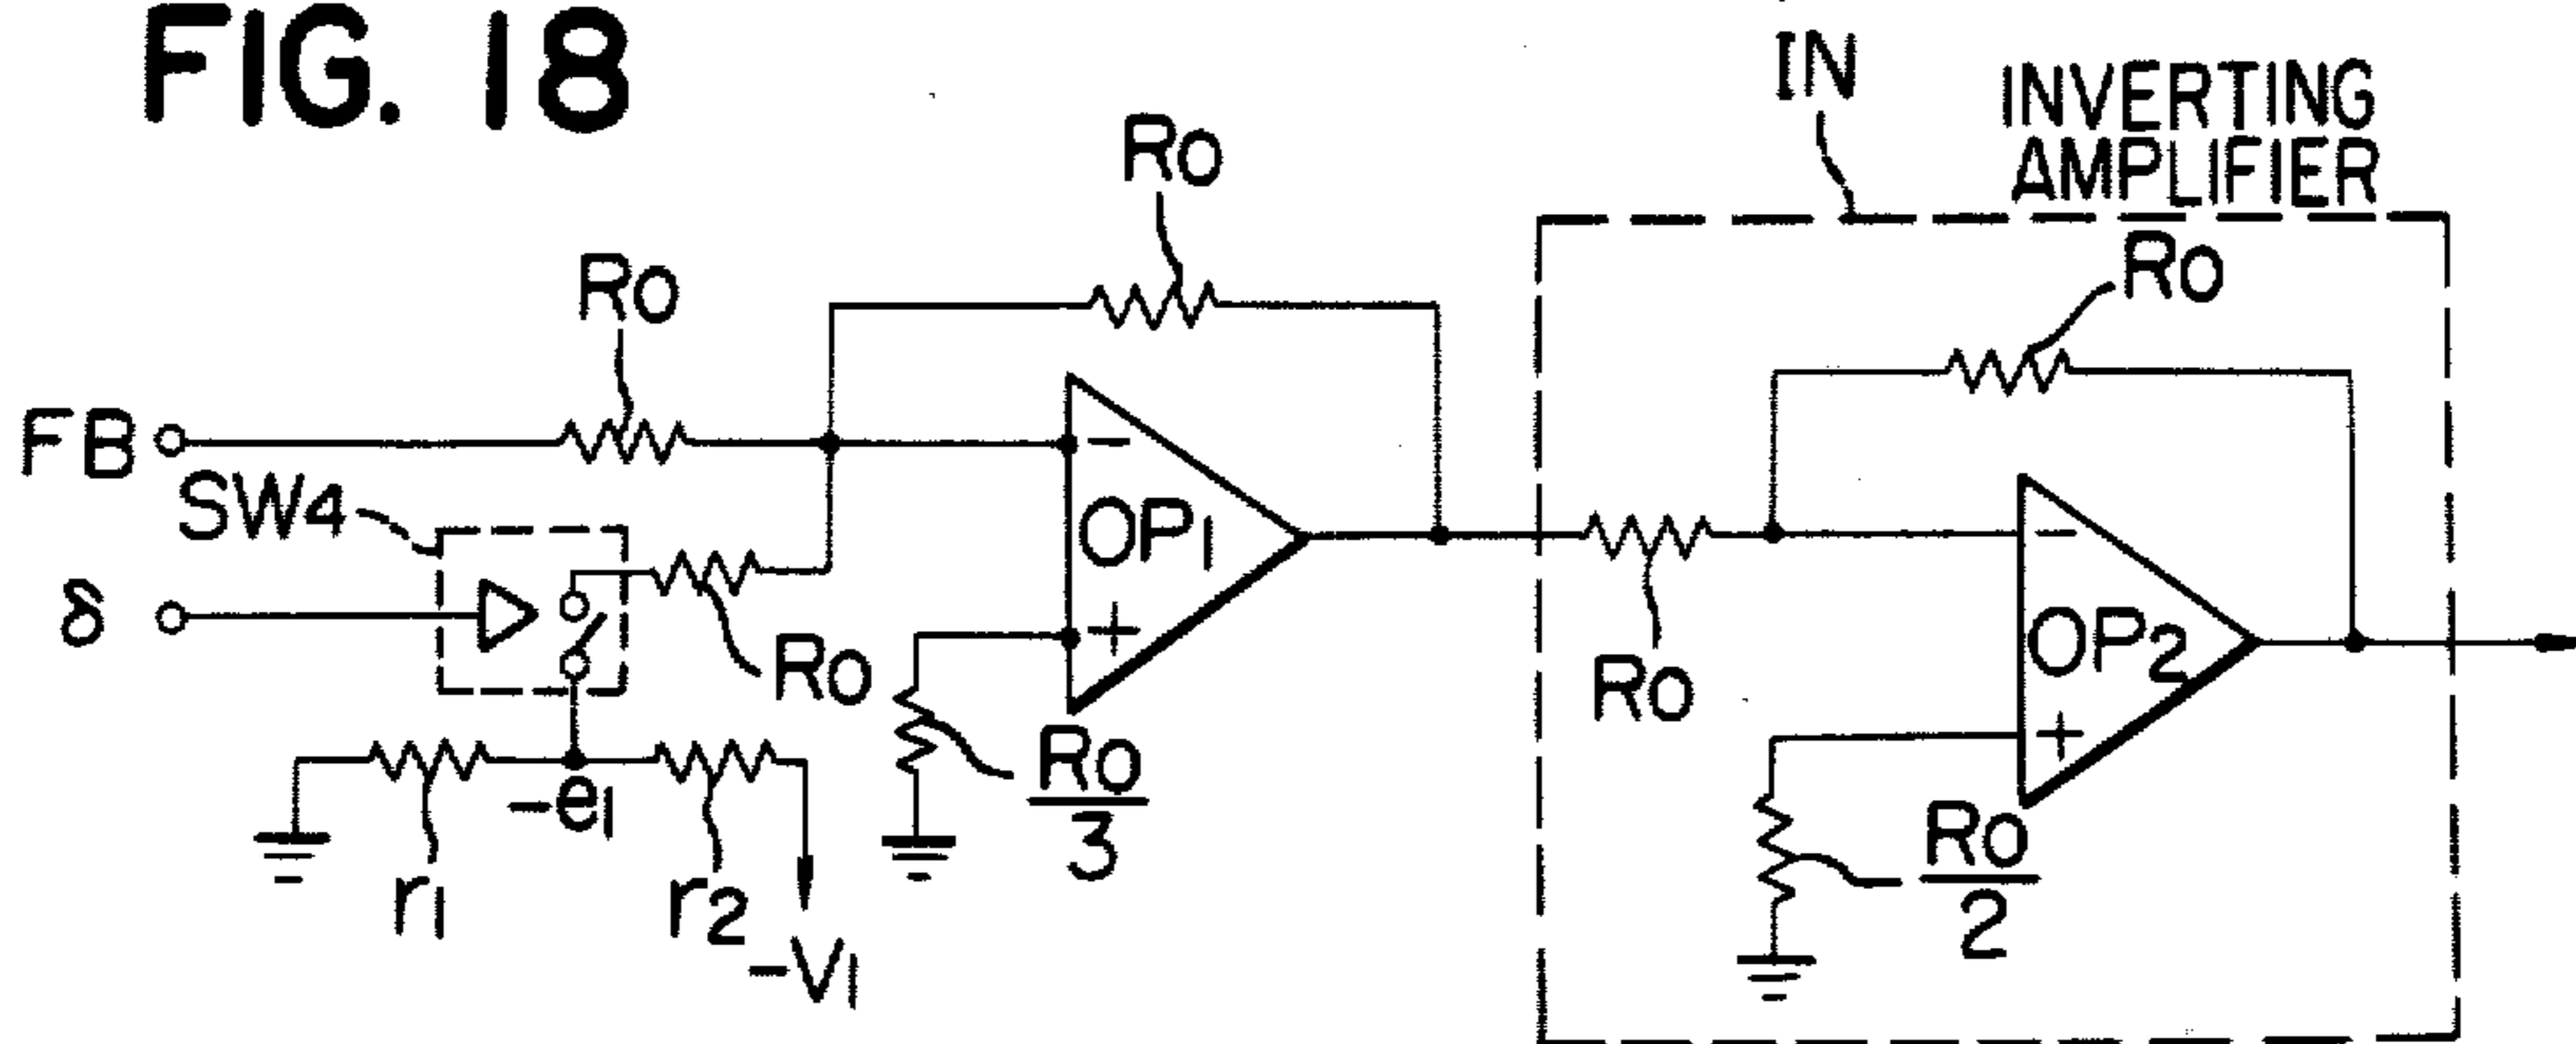 FIG. 18
IN
INVERTING
AMPLIFIER
Ro
Ro
Ro
FB
SW4
δ
OP1
-
+
Ro
Ro
3
-e1
r1
r2
-V1
Ro
OP2
-
+
Ro
2